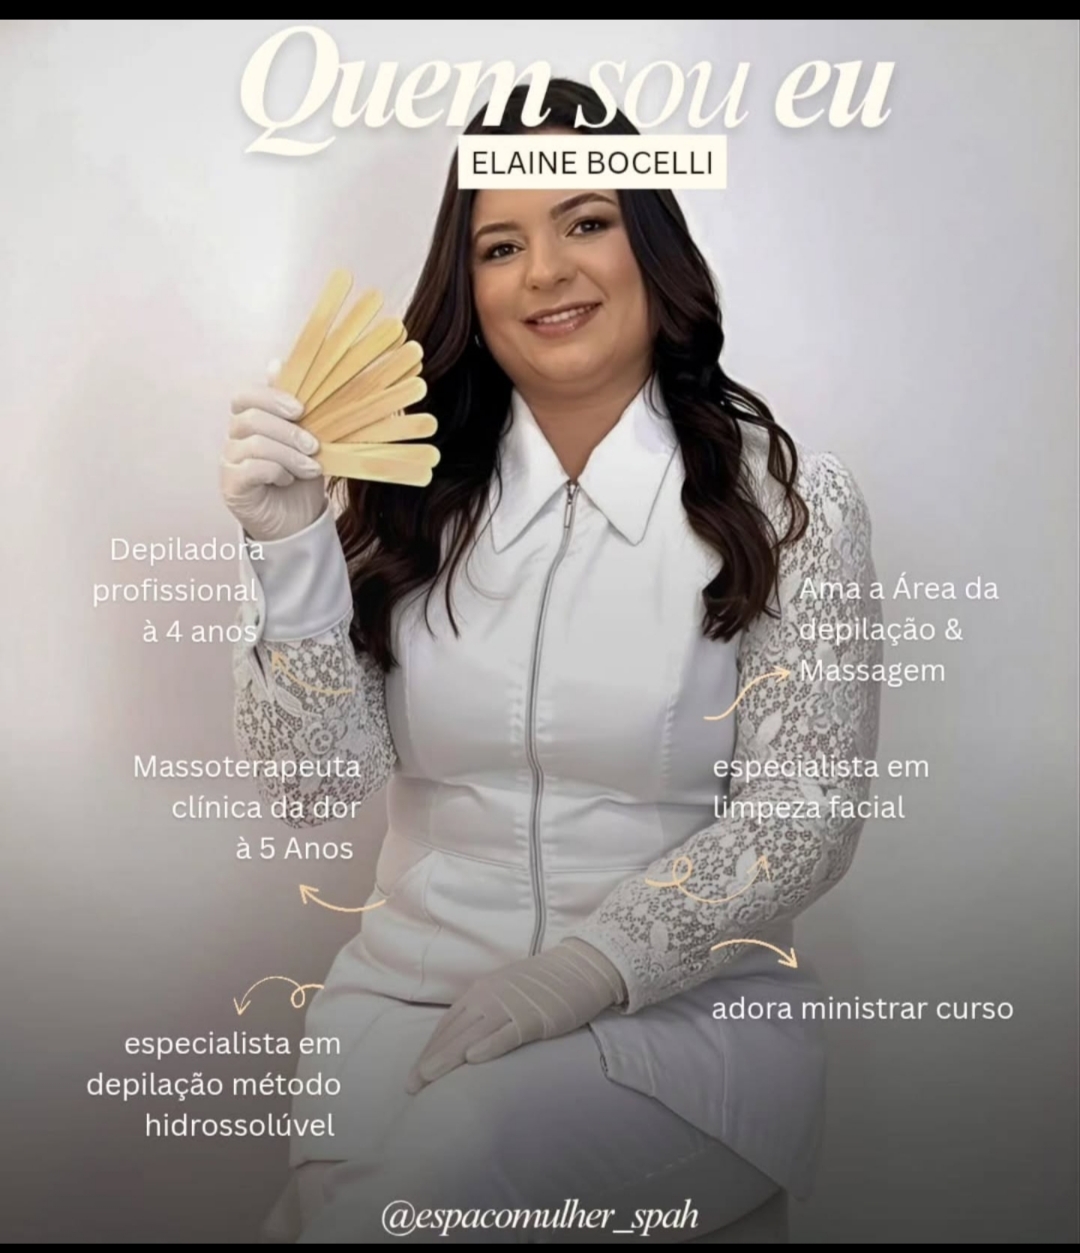 Quem sou eu
ELAINE BOCELLI
Depiladora
profissional
à 4 anos
Ama a Área da
depilação &
Massagem
Massoterapeuta
clínica da dor
à 5 Anos
especialista em
limpeza facial
adora ministrar curso
especialista em
depilação método
hidrossolúvel
@espacomulher_spah